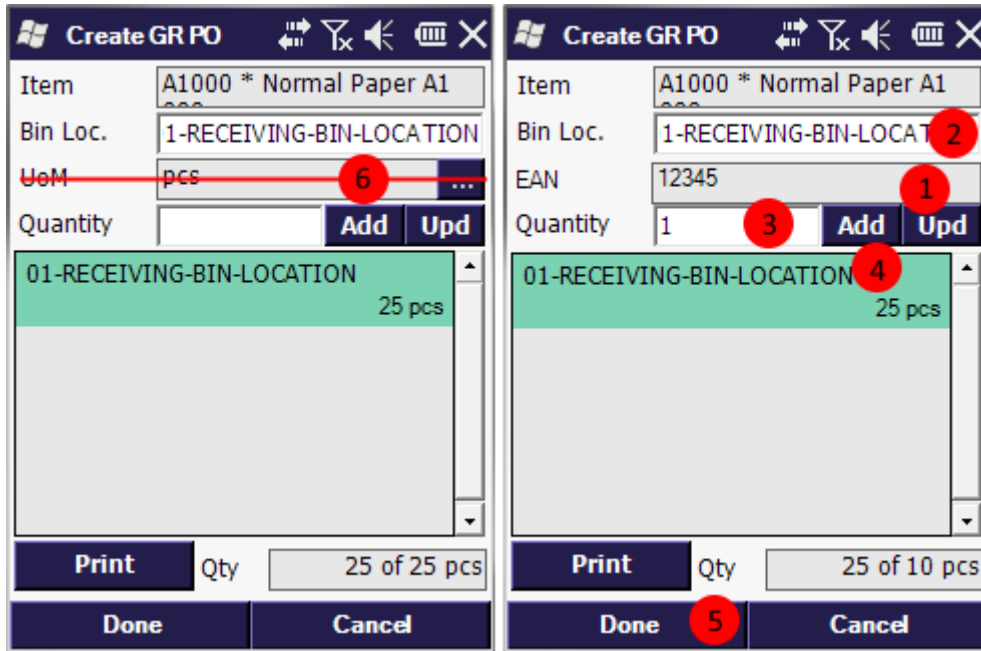 Create GR PO
Item A1000 * Normal Paper A1
Bin Loc. 1-RECEIVING-BIN-LOCATION
UoM pcs 6 ...
Quantity Add Upd
01-RECEIVING-BIN-LOCATION
25 pcs
Print Qty 25 of 25 pcs
Done Cancel
Create GR PO
Item A1000 * Normal Paper A1
Bin Loc. 1-RECEIVING-BIN-LOCAT 2
EAN 12345 1
Quantity 1 3 Add Upd
01-RECEIVING-BIN-LOCATION 4
25 pcs
Print Qty 25 of 10 pcs
Done 5 Cancel